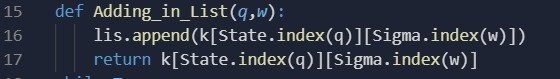 15 def Adding_in_List(q,w):
16 lis.append(k[State.index(q)][Sigma.index(w)])
17 return k[State.index(q)][Sigma.index(w)]